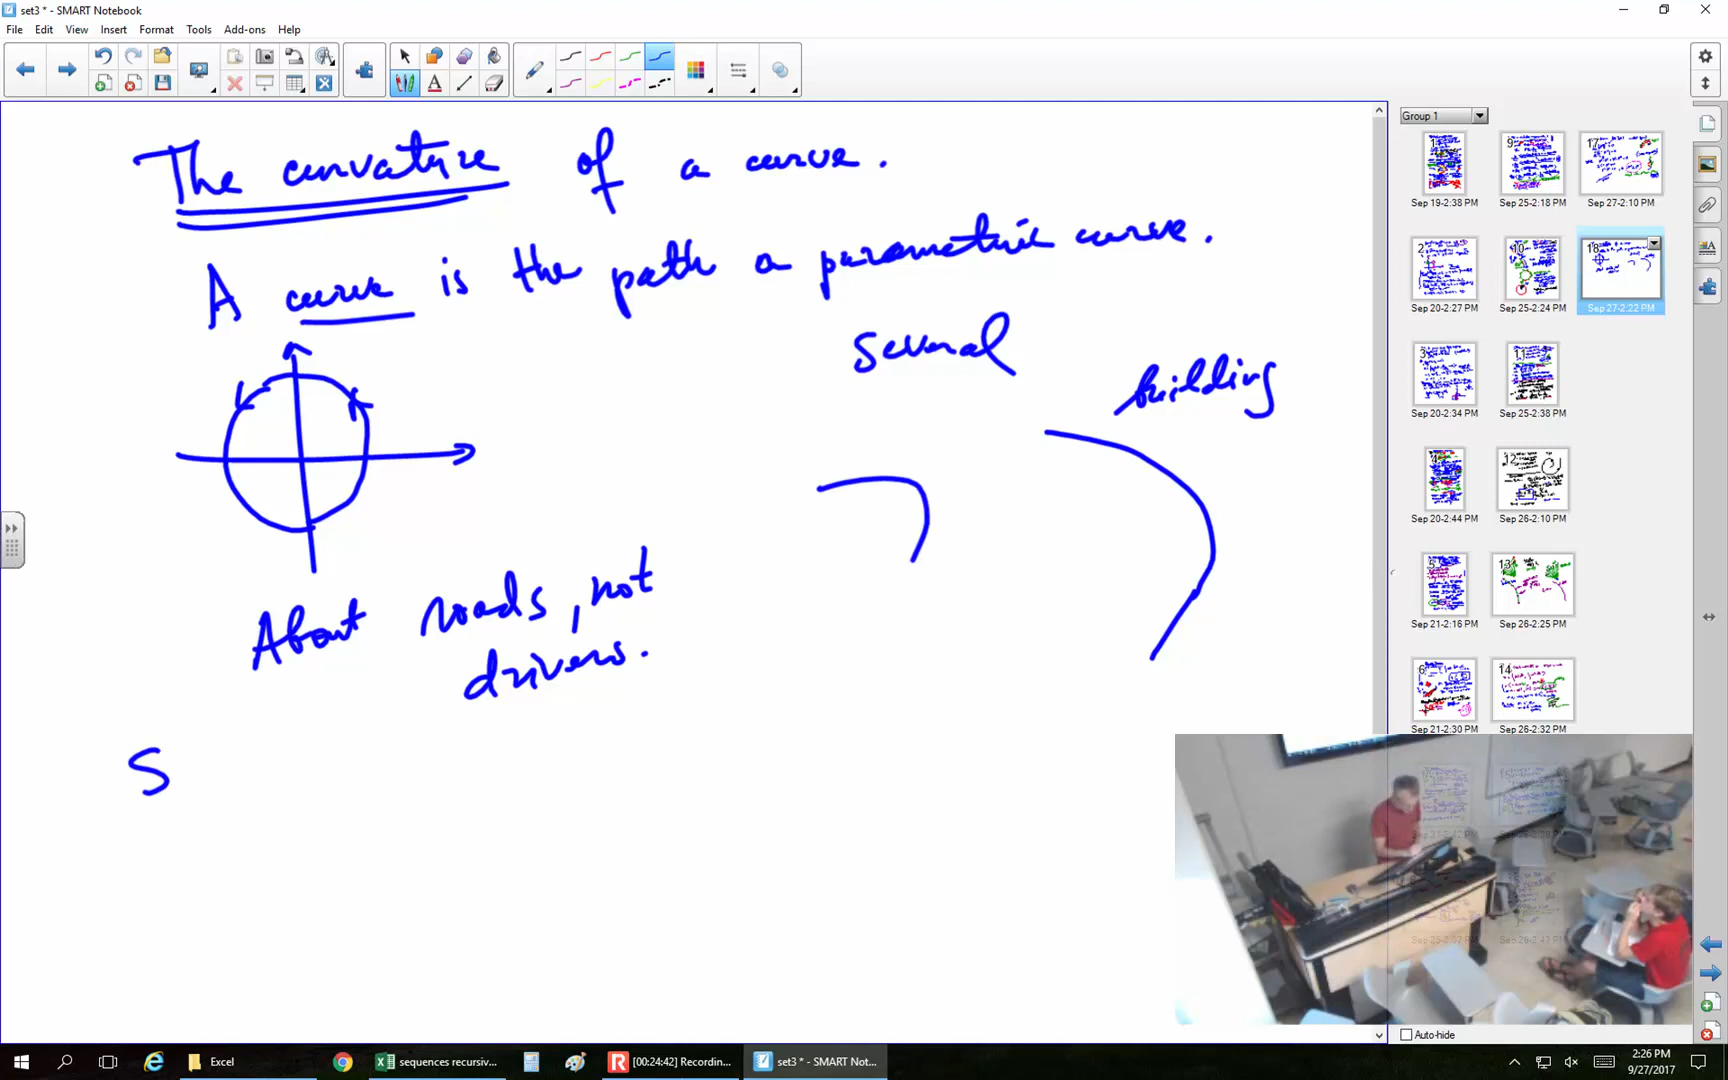 set3 * - SMART Notebook
File Edit View Insert Format Tools Add-ons Help
The curvature of a curve.
A curve is the path a parametric curve.
several
building
About roads, not
drivers.
S
Group 1
Sep 19-2:38 PM
Sep 25-2:18 PM
Sep 27-2:10 PM
Sep 20-2:27 PM
Sep 25-2:24 PM
Sep 27-2:22 PM
Sep 20-2:34 PM
Sep 25-2:38 PM
Sep 20-2:44 PM
Sep 26-2:10 PM
Sep 21-2:16 PM
Sep 26-2:25 PM
Sep 21-2:30 PM
Sep 26-2:32 PM
Auto-hide
Excel
sequences recursiv...
[00:24:42] Recordin...
set3 * - SMART Not...
2:26 PM
9/27/2017